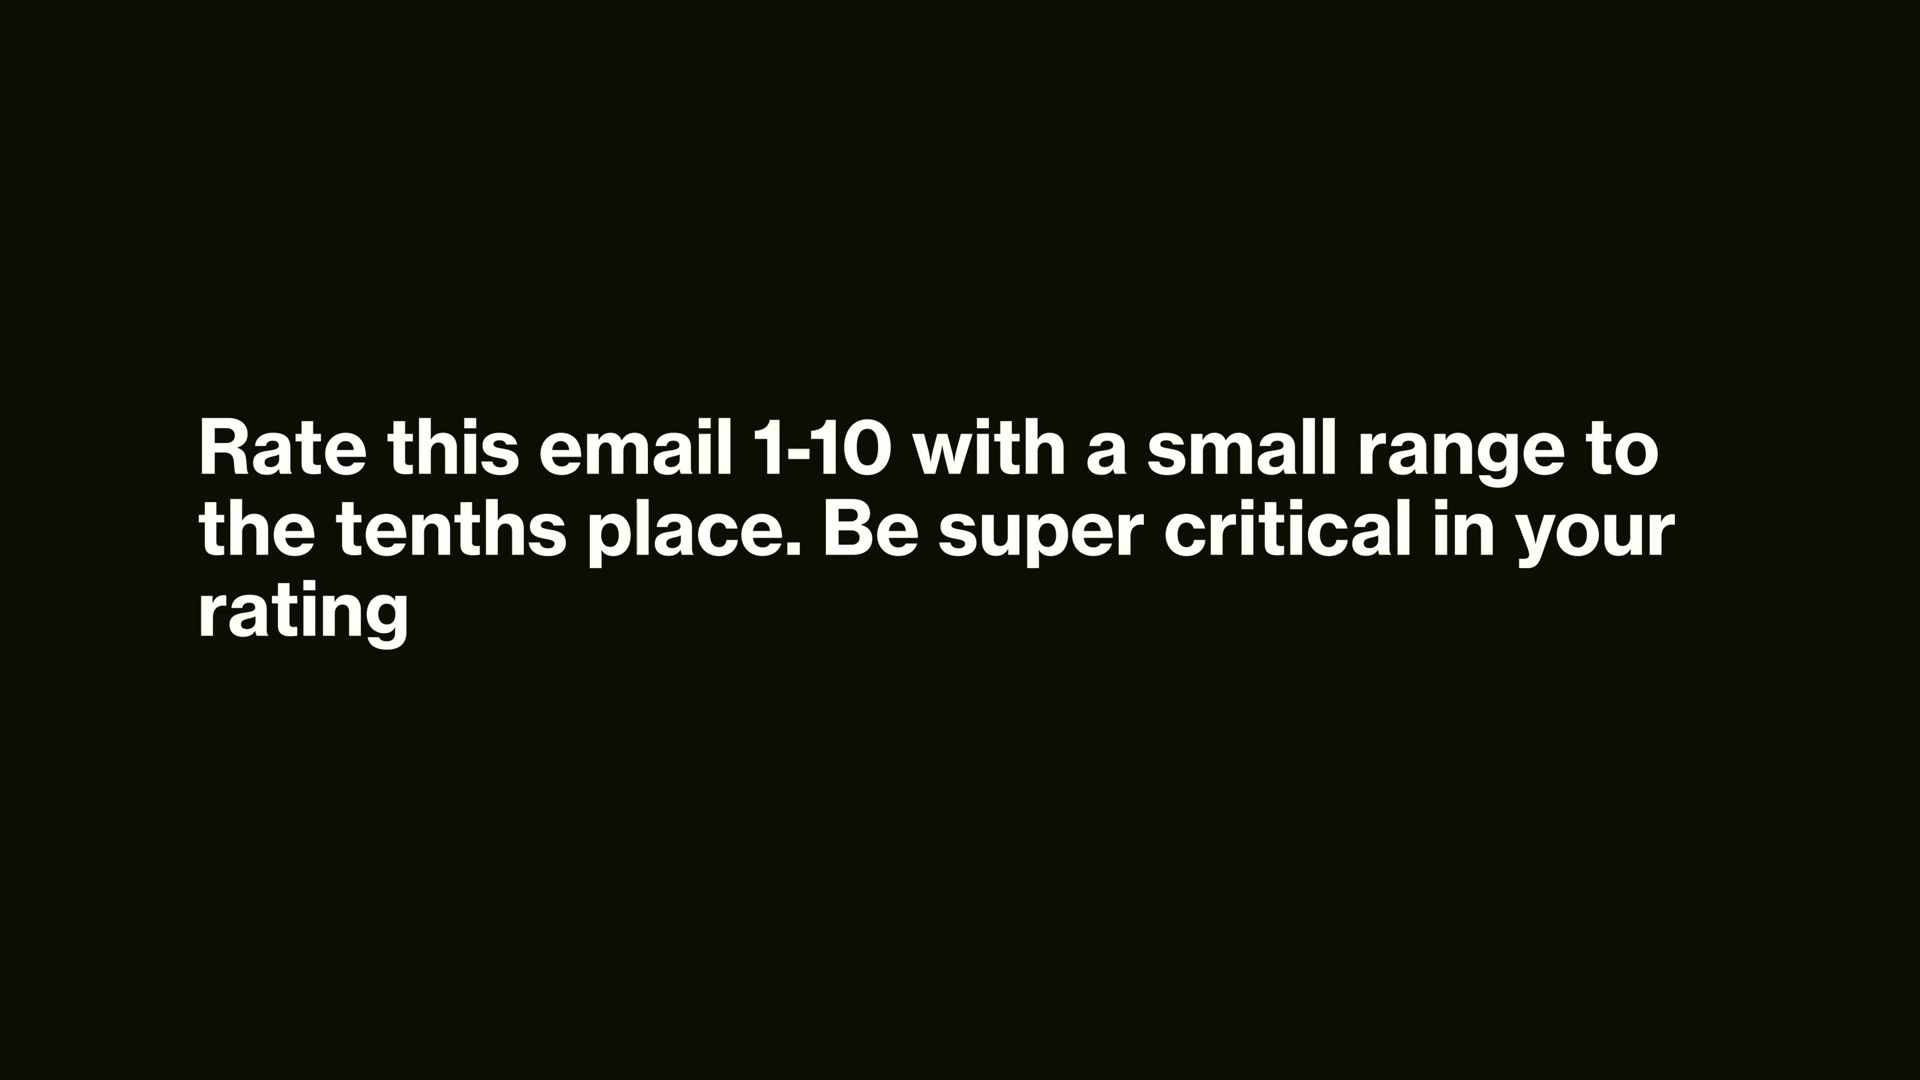 Rate this email 1-10 with a small range to
the tenths place. Be super critical in your
rating